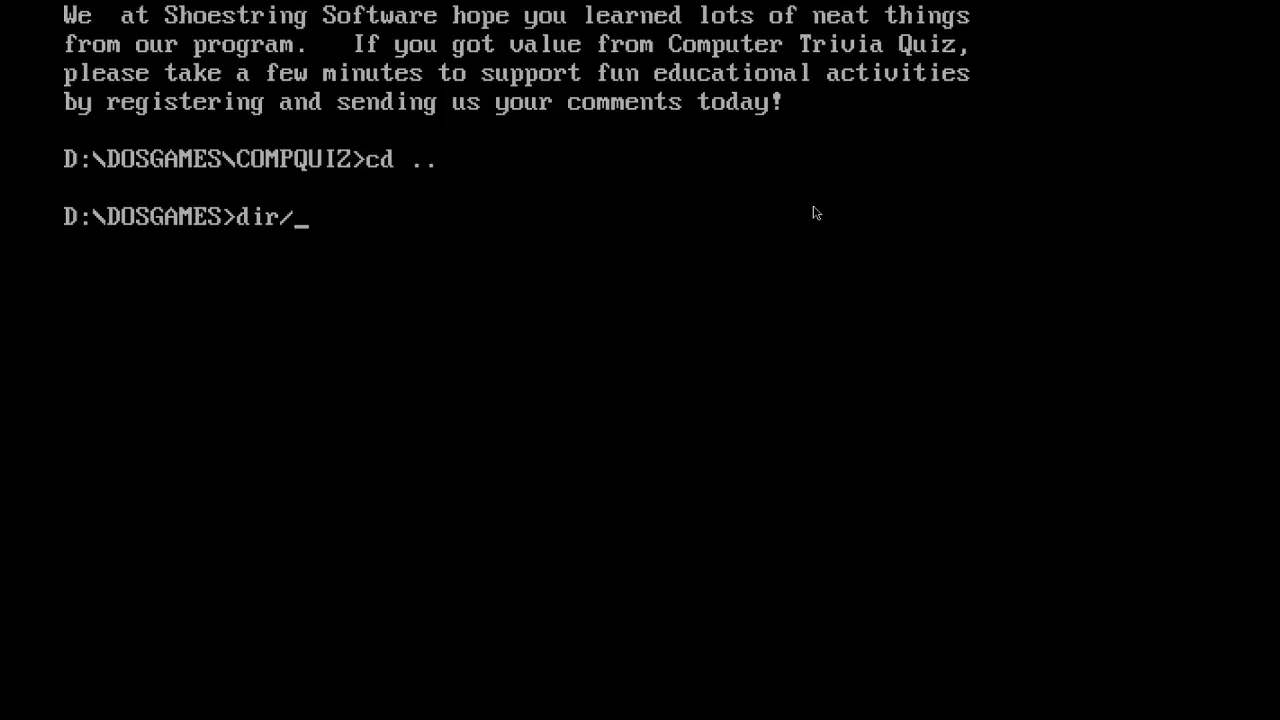 We  at Shoestring Software hope you learned lots of neat things
from our program.   If you got value from Computer Trivia Quiz,
please take a few minutes to support fun educational activities
by registering and sending us your comments today!
D:\DOSGAMES\COMPQUIZ>cd ..
D:\DOSGAMES>dir/_